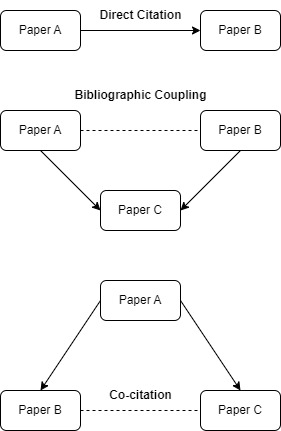 Direct Citation
Paper A
Paper B
Bibliographic Coupling
Paper A
Paper B
Paper C
Paper A
Co-citation
Paper B
Paper C